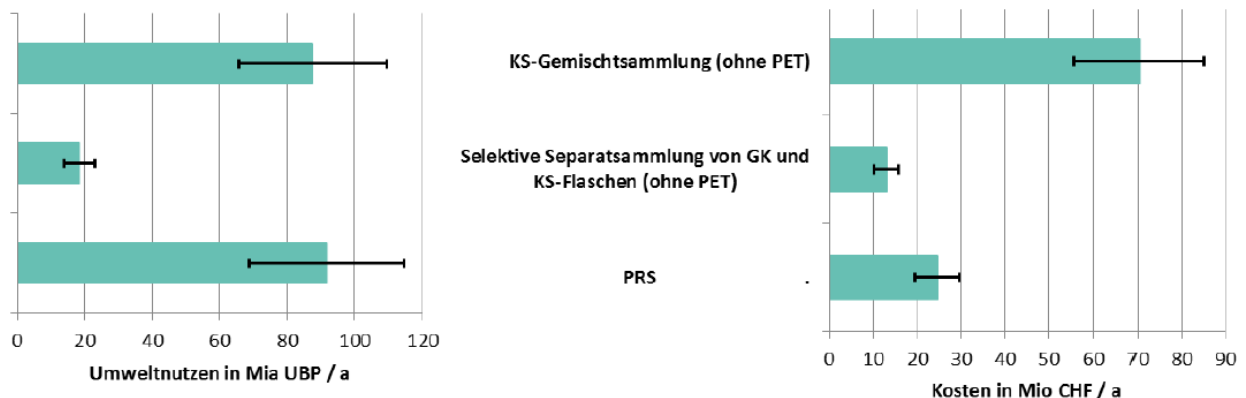 KS-Gemischtsammlung (ohne PET)
Selektive Separatsammlung von GK und
KS-Flaschen (ohne PET)
PRS .
0 20 40 60 80 100 120
Umweltnutzen in Mia UBP / a
0 10 20 30 40 50 60 70 80 90
Kosten in Mio CHF / a